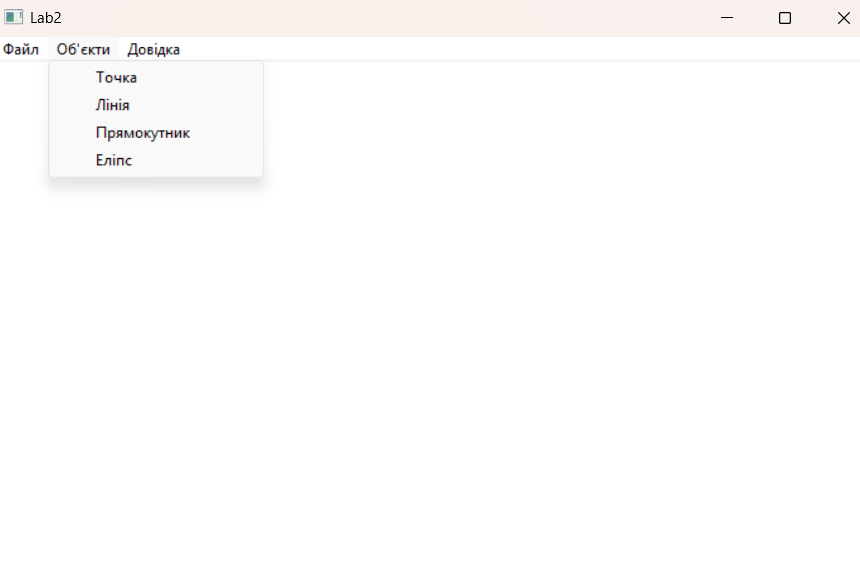 Lab2
Файл Об'єкти Довідка
Точка
Лінія
Прямокутник
Еліпс